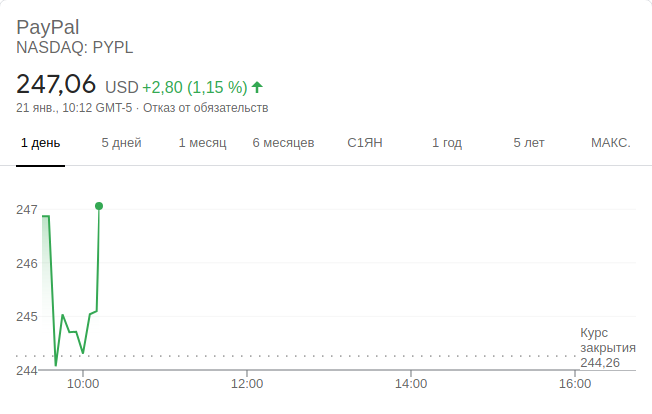 PayPal
NASDAQ: PYPL
247,06 USD +2,80 (1,15 %)
21 янв., 10:12 GMT-5 · Отказ от обязательств
1 день 5 дней 1 месяц 6 месяцев С1ЯН 1 год 5 лет МАКС.
247
246
245
Курс
закрытия
244,26
244
10:00 12:00 14:00 16:00